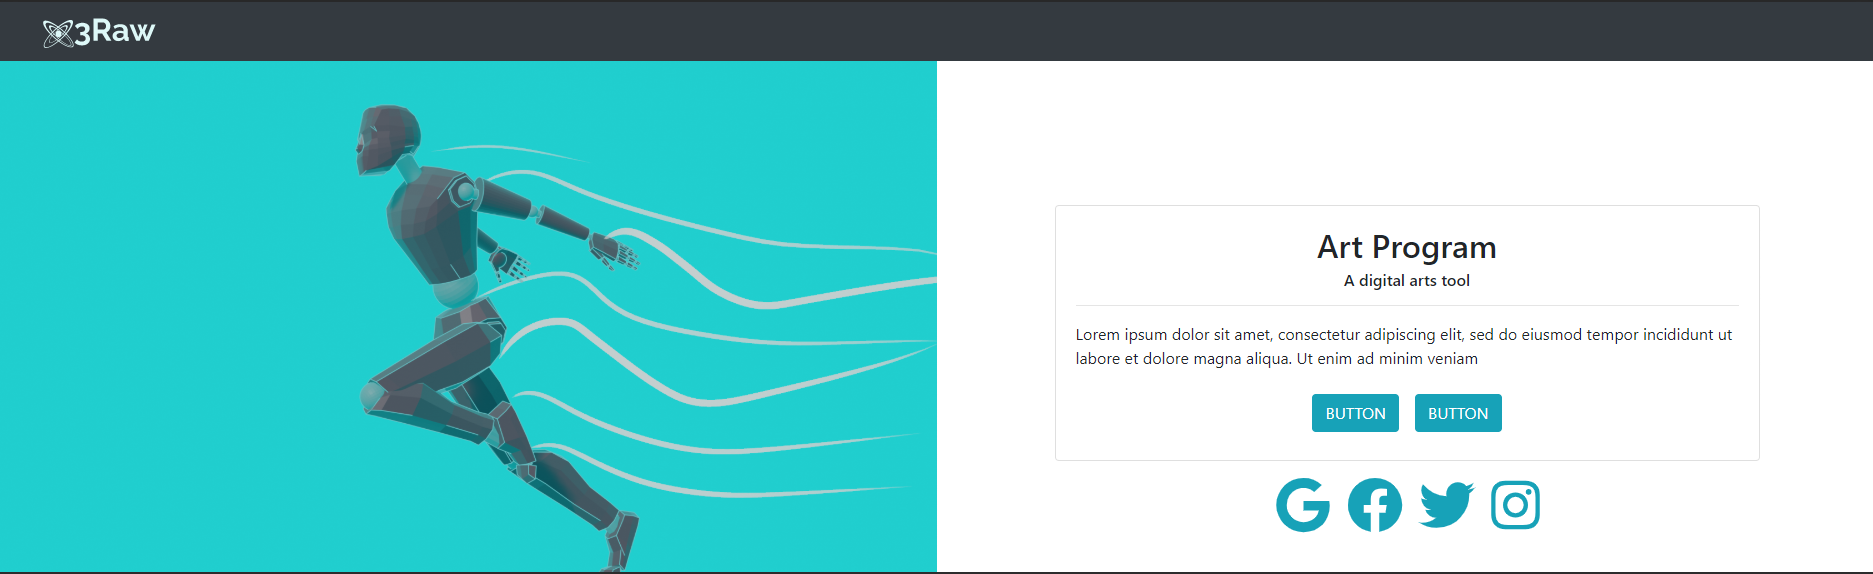 3Raw
Art Program
A digital arts tool
Lorem ipsum dolor sit amet, consectetur adipiscing elit, sed do eiusmod tempor incididunt ut
labore et dolore magna aliqua. Ut enim ad minim veniam
BUTTON BUTTON